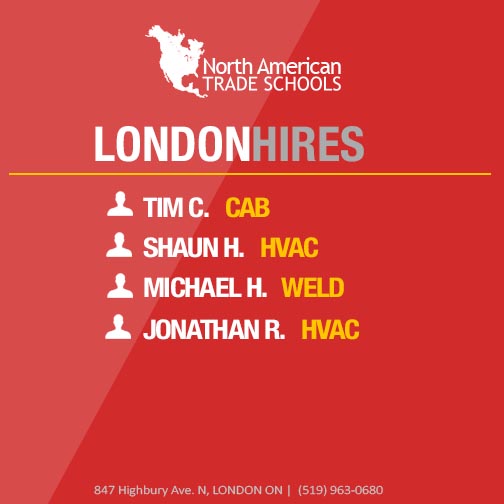 North American
TRADE SCHOOLS
LONDONHIRES
TIM C. CAB
SHAUN H. HVAC
MICHAEL H. WELD
JONATHAN R. HVAC
847 Highbury Ave. N, LONDON ON | (519) 963-0680